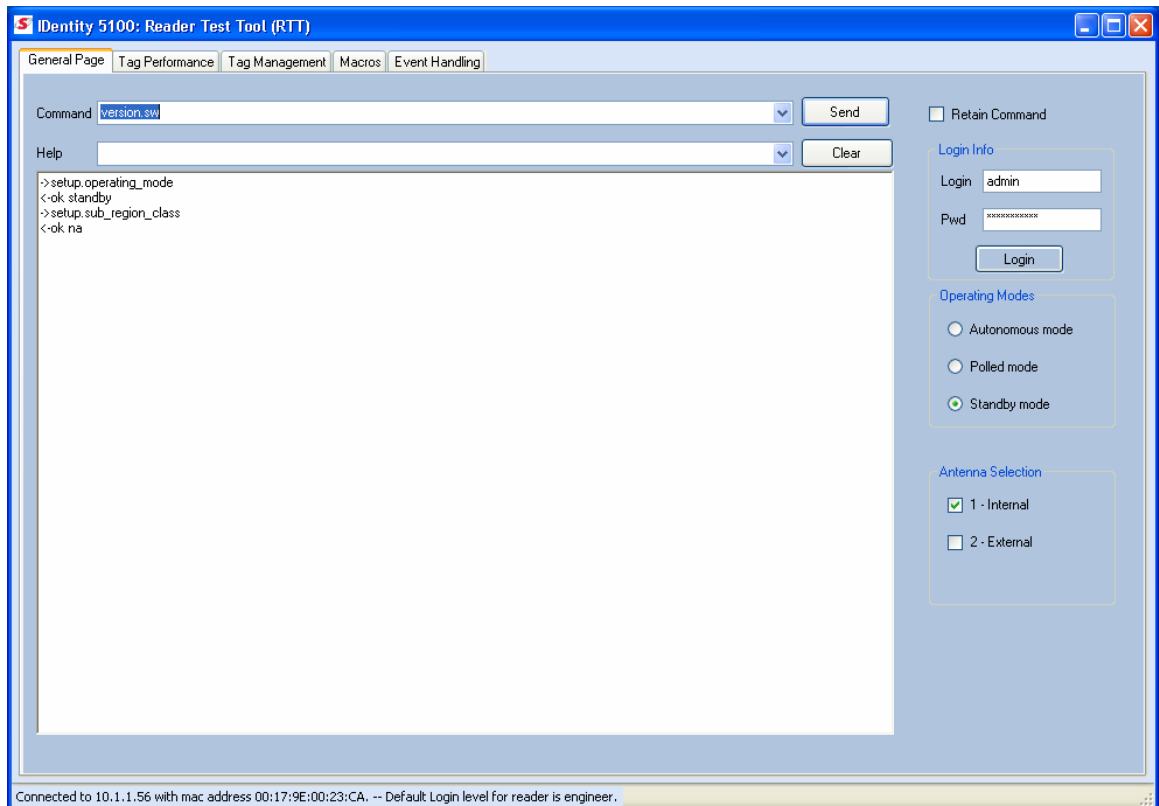 IDentity 5100: Reader Test Tool (RTT)
General Page Tag Performance Tag Management Macros Event Handling
Command version.sw Send
Help Clear
->setup.operating_mode
<-ok standby
->setup.sub_region_class
<-ok na
Retain Command
Login Info
Login admin
Pwd ***********
Login
Operating Modes
Autonomous mode
Polled mode
Standby mode
Antenna Selection
1 - Internal
2 - External
Connected to 10.1.1.56 with mac address 00:17:9E:00:23:CA. -- Default Login level for reader is engineer.